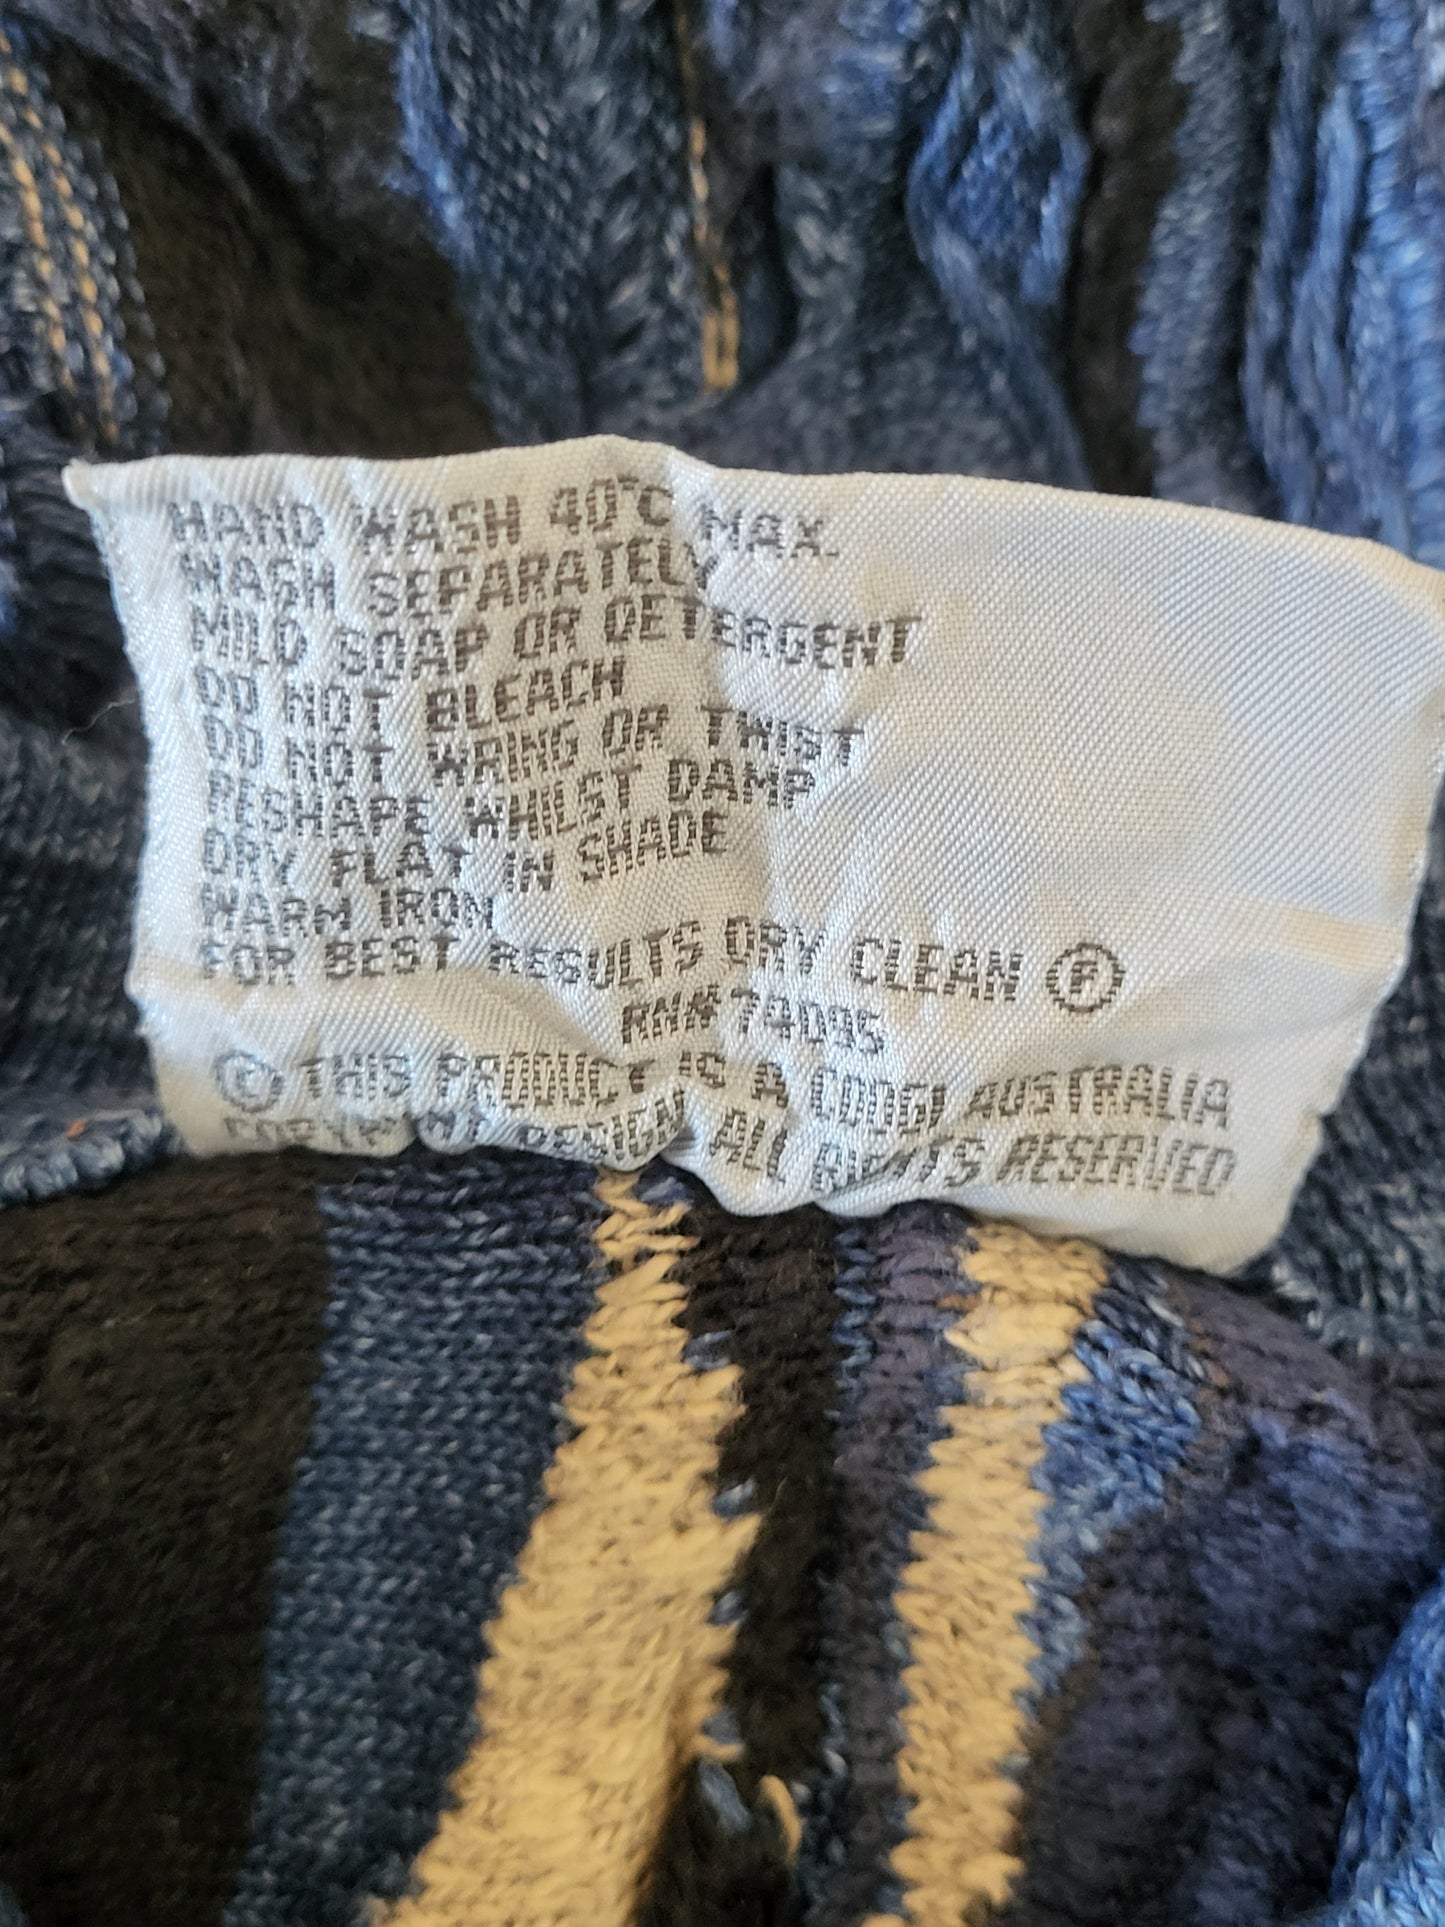 HAND WASH 40°C MAX.
WASH SEPARATELY
MILD SOAP OR DETERGENT
DO NOT BLEACH
DO NOT WRING OR TWIST
RESHAPE WHILST DAMP
DRY FLAT IN SHADE
WARM IRON
FOR BEST RESULTS DRY CLEAN Ⓟ
RN# 74095
© THIS PRODUCT IS A COOGI AUSTRALIA
COPYRIGHT DESIGN ALL RIGHTS RESERVED